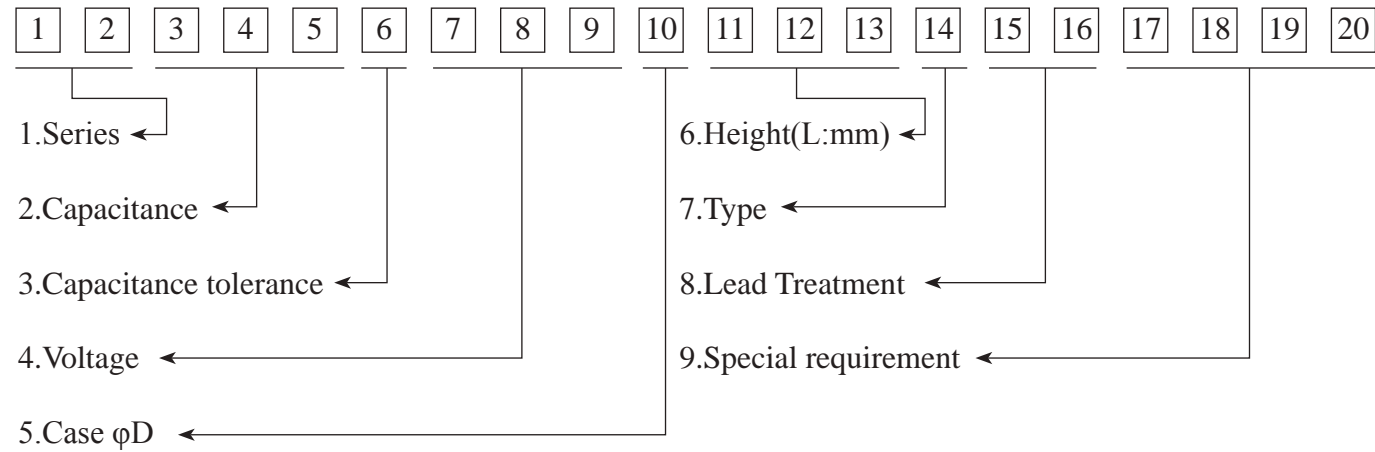 1 2 3 4 5 6 7 8 9 10 11 12 13 14 15 16 17 18 19 20
1.Series
2.Capacitance
3.Capacitance tolerance
4.Voltage
5.Case φD
6.Height(L:mm)
7.Type
8.Lead Treatment
9.Special requirement